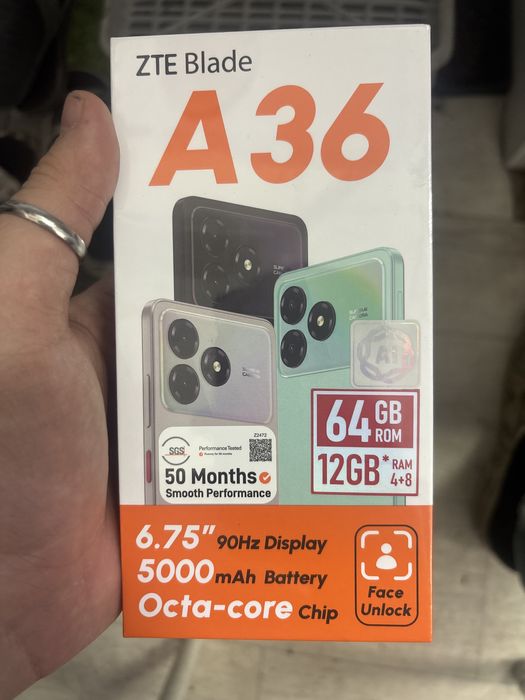 ZTE Blade
A36
SGS
Performance Tested
Z2472
50 Months
Smooth Performance
64 GB ROM
12GB* RAM 4+8
6.75" 90Hz Display
5000mAh Battery
Octa-core Chip
Face
Unlock